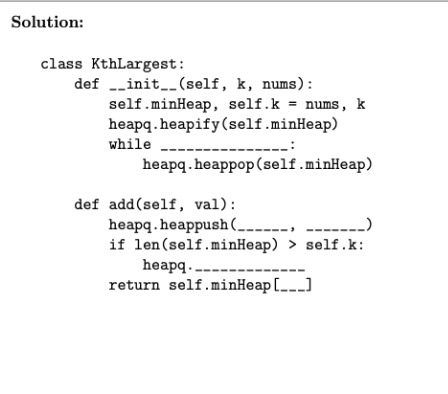 Solution:
class KthLargest:
    def __init__(self, k, nums):
        self.minHeap, self.k = nums, k
        heapq.heapify(self.minHeap)
        while _______________:
            heapq.heappop(self.minHeap)
    def add(self, val):
        heapq.heappush(______, _______)
        if len(self.minHeap) > self.k:
            heapq._____________
        return self.minHeap[___]